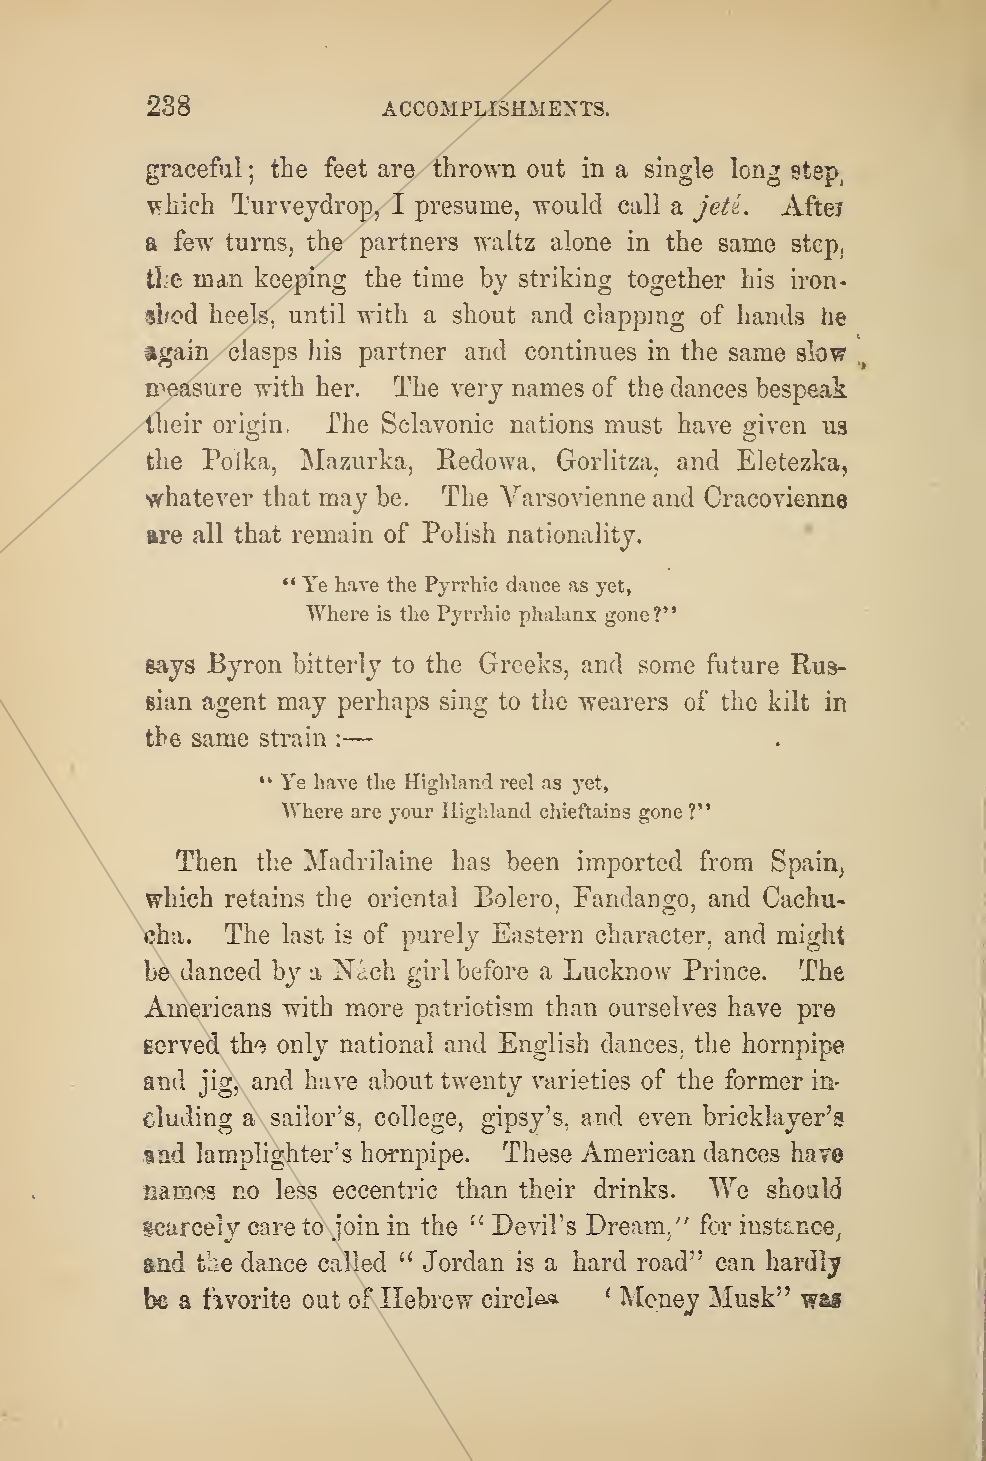 238 ACCOMPLISHMENTS.
graceful; the feet are thrown out in a single long step,
which Turveydrop, I presume, would call a jeté. After
a few turns, the partners waltz alone in the same step,
the man keeping the time by striking together his iron-
shod heels, until with a shout and clapping of hands he
again clasps his partner and continues in the same slow
measure with her. The very names of the dances bespeak
their origin. The Sclavonic nations must have given us
the Polka, Mazurka, Redowa, Gorlitza, and Eletezka,
whatever that may be. The Varsovienne and Cracovienne
are all that remain of Polish nationality.
“ Ye have the Pyrrhic dance as yet,
Where is the Pyrrhic phalanx gone?”
says Byron bitterly to the Greeks, and some future Rus-
sian agent may perhaps sing to the wearers of the kilt in
the same strain :—
“ Ye have the Highland reel as yet,
Where are your Highland chieftains gone?”
Then the Madrilaine has been imported from Spain,
which retains the oriental Bolero, Fandango, and Cachu-
cha. The last is of purely Eastern character, and might
be danced by a Nách girl before a Lucknow Prince. The
Americans with more patriotism than ourselves have pre
served the only national and English dances, the hornpipe
and jig, and have about twenty varieties of the former in-
cluding a sailor’s, college, gipsy’s, and even bricklayer’s
and lamplighter’s hornpipe. These American dances have
names no less eccentric than their drinks. We should
scarcely care to join in the “ Devil’s Dream,” for instance,
and the dance called “ Jordan is a hard road” can hardly
be a favorite out of Hebrew circles ‘ Money Musk” was